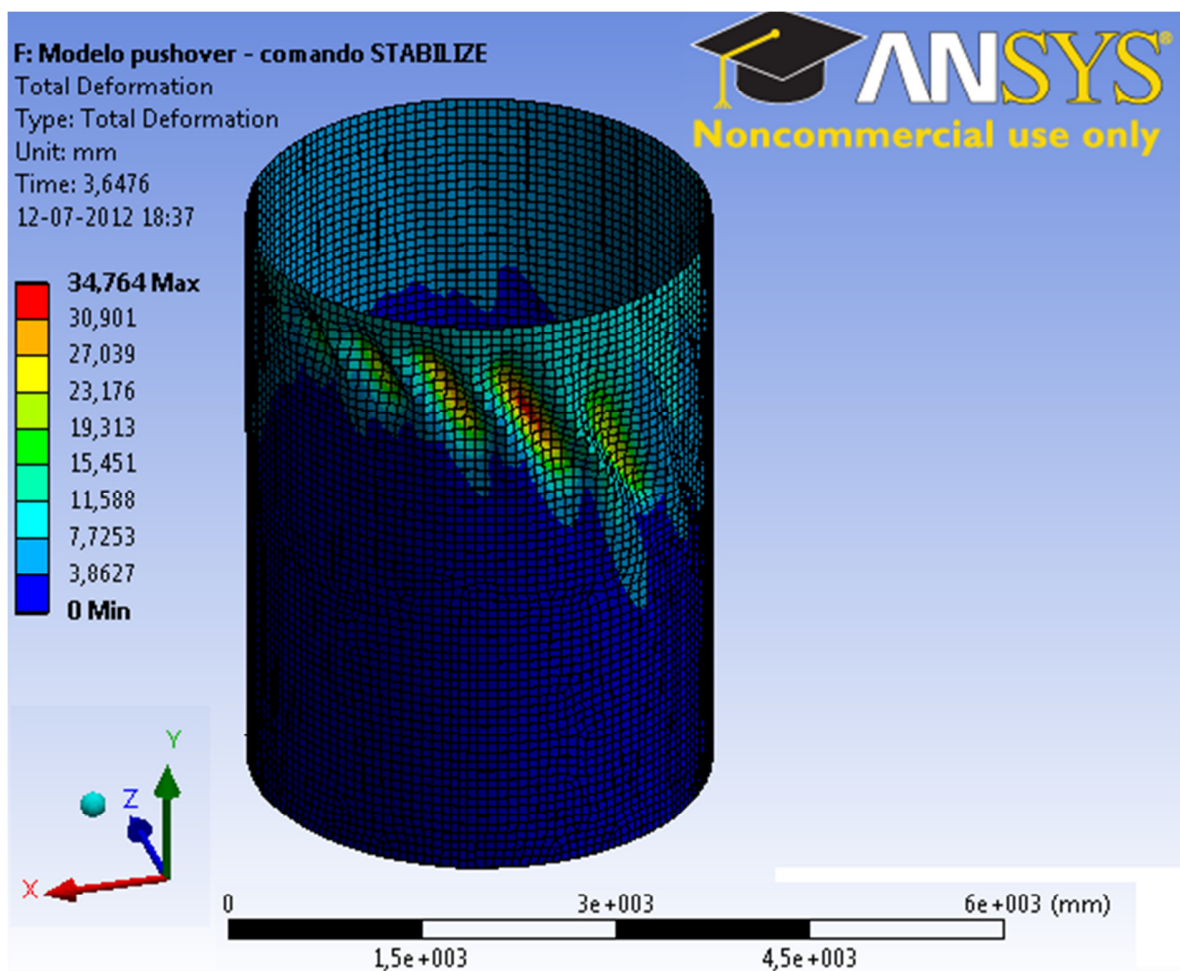 F: Modelo pushover - comando STABILIZE
Total Deformation
Type: Total Deformation
Unit: mm
Time: 3,6476
12-07-2012 18:37
ANSYS®
Noncommercial use only
34,764 Max
30,901
27,039
23,176
19,313
15,451
11,588
7,7253
3,8627
0 Min
Y
Z
X
0 3e+003 6e+003 (mm)
1,5e+003 4,5e+003